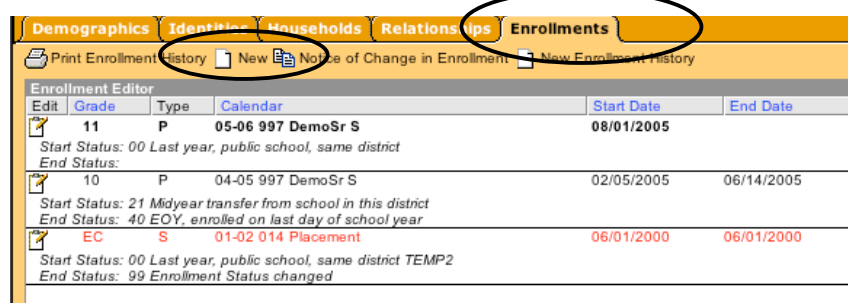 Demographics Identities Households Relationships Enrollments
Print Enrollment History New Notice of Change in Enrollment New Enrollment History
Enrollment Editor
Edit Grade Type Calendar Start Date End Date
11 P 05-06 997 DemoSr S 08/01/2005
Start Status: 00 Last year, public school, same district
End Status:
10 P 04-05 997 DemoSr S 02/05/2005 06/14/2005
Start Status: 21 Midyear transfer from school in this district
End Status: 40 EOY, enrolled on last day of school year
EC S 01-02 014 Placement 06/01/2000 06/01/2000
Start Status: 00 Last year, public school, same district TEMP2
End Status: 99 Enrollment Status changed